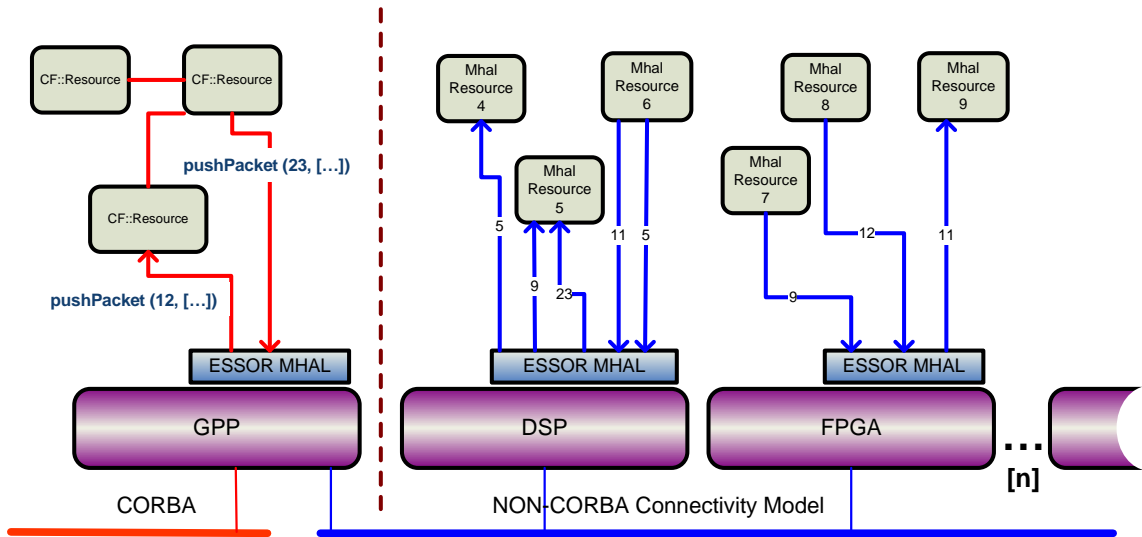 CF::Resource
CF::Resource
Mhal
Resource
4
Mhal
Resource
6
Mhal
Resource
8
Mhal
Resource
9
pushPacket (23, […])
Mhal
Resource
5
Mhal
Resource
7
CF::Resource
5
11
5
12
11
9
23
9
pushPacket (12, […])
ESSOR MHAL
ESSOR MHAL
ESSOR MHAL
GPP
DSP
FPGA
...
[n]
CORBA
NON-CORBA Connectivity Model